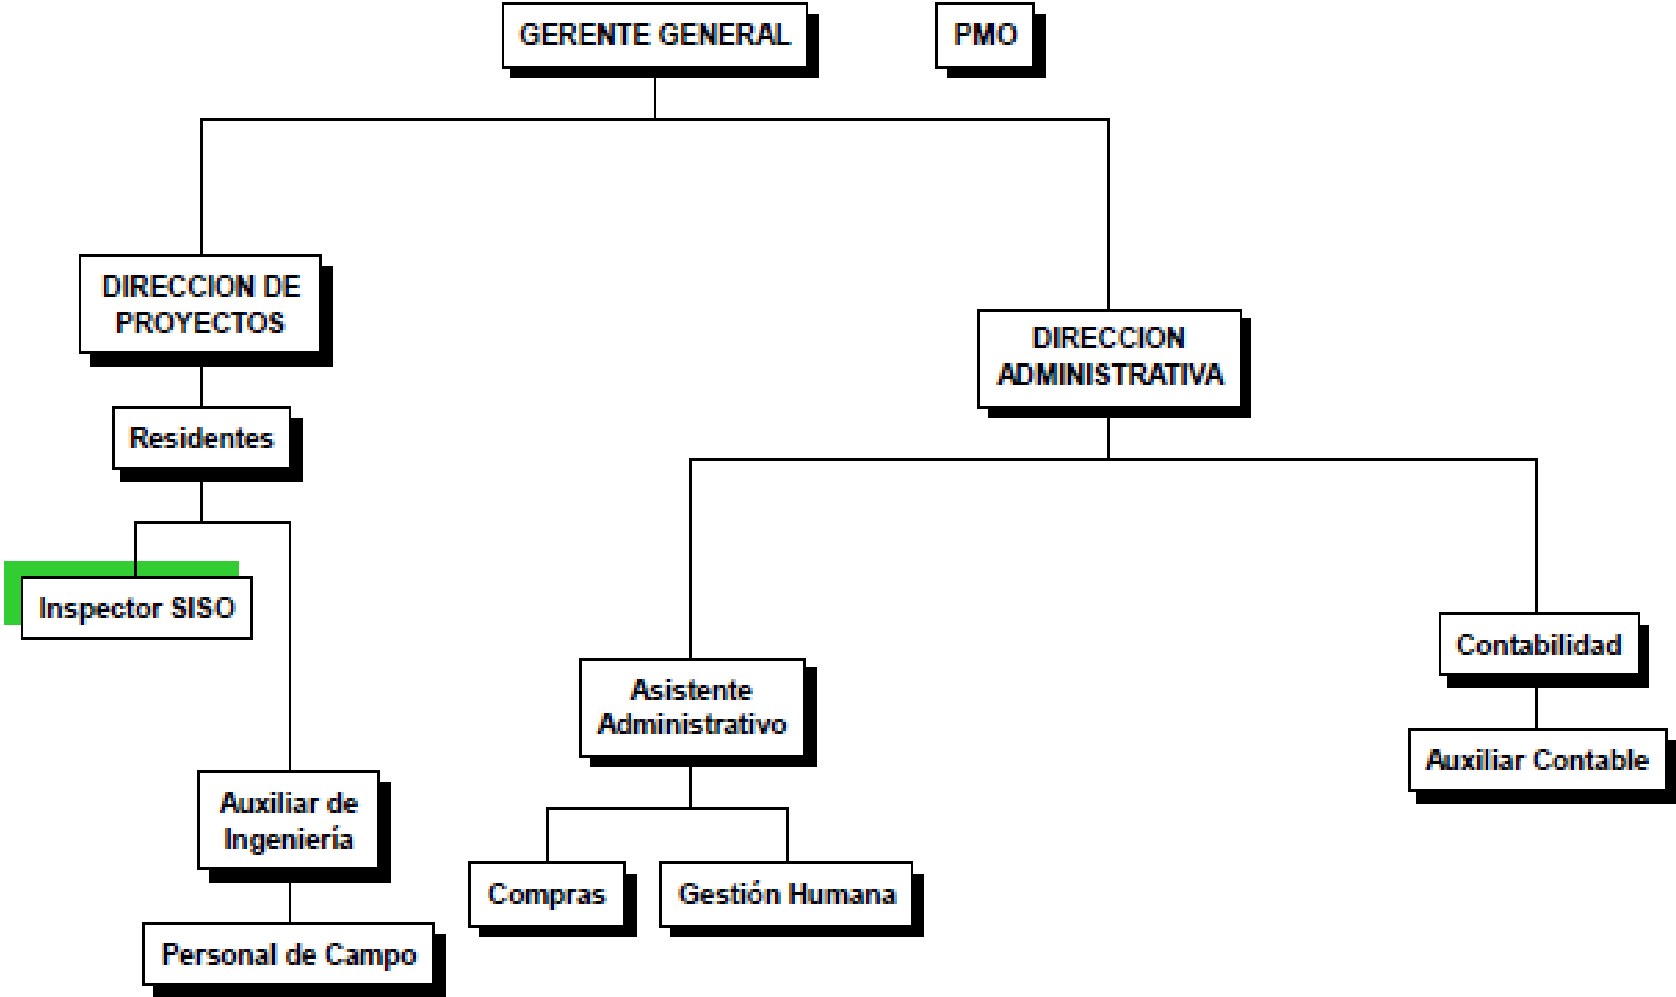 GERENTE GENERAL
PMO
DIRECCION DE
PROYECTOS
DIRECCION
ADMINISTRATIVA
Residentes
Inspector SISO
Contabilidad
Asistente
Administrativo
Auxiliar Contable
Auxiliar de
Ingeniería
Compras
Gestión Humana
Personal de Campo